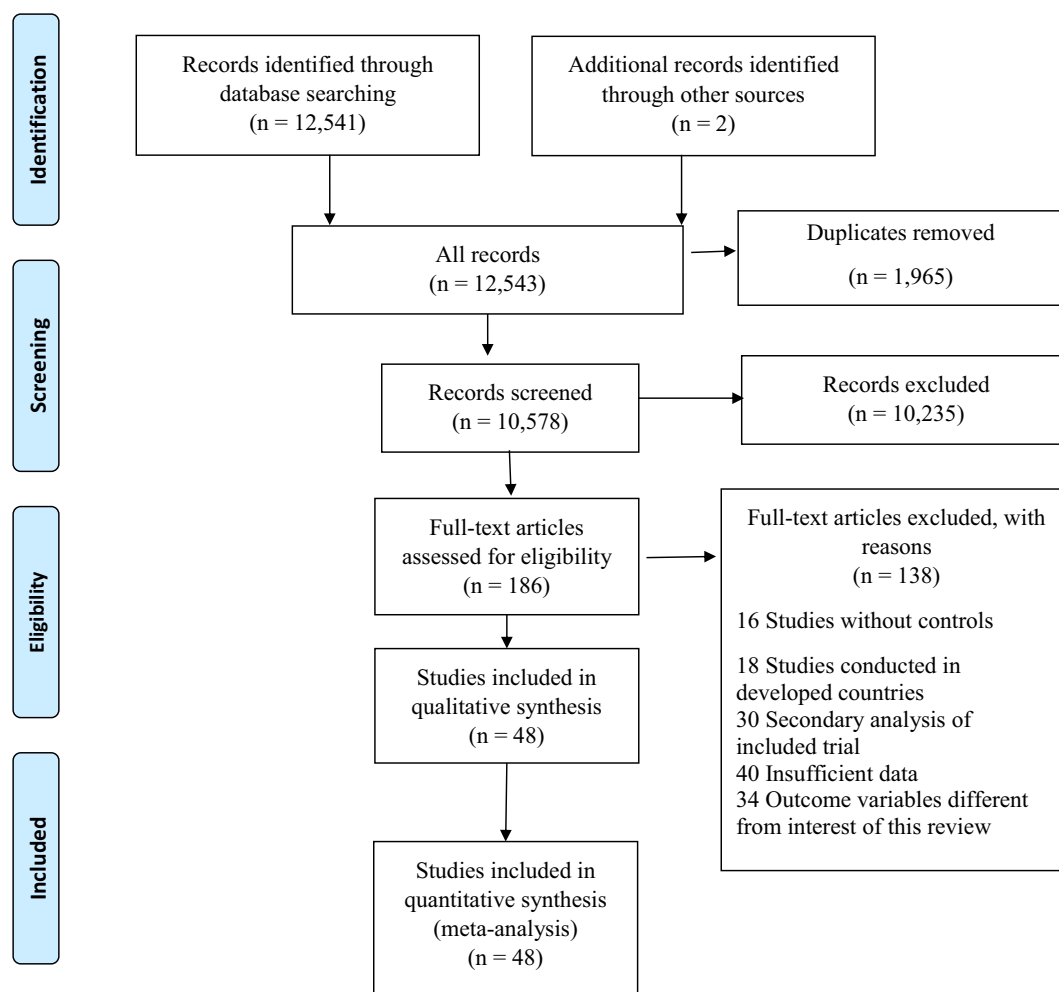 Identification
Records identified through
database searching
(n = 12,541)
Additional records identified
through other sources
(n = 2)
All records
(n = 12,543)
Duplicates removed
(n = 1,965)
Screening
Records screened
(n = 10,578)
Records excluded
(n = 10,235)
Eligibility
Full-text articles
assessed for eligibility
(n = 186)
Full-text articles excluded, with
reasons
(n = 138)
16 Studies without controls
18 Studies conducted in
developed countries
30 Secondary analysis of
included trial
40 Insufficient data
34 Outcome variables different
from interest of this review
Studies included in
qualitative synthesis
(n = 48)
Included
Studies included in
quantitative synthesis
(meta-analysis)
(n = 48)